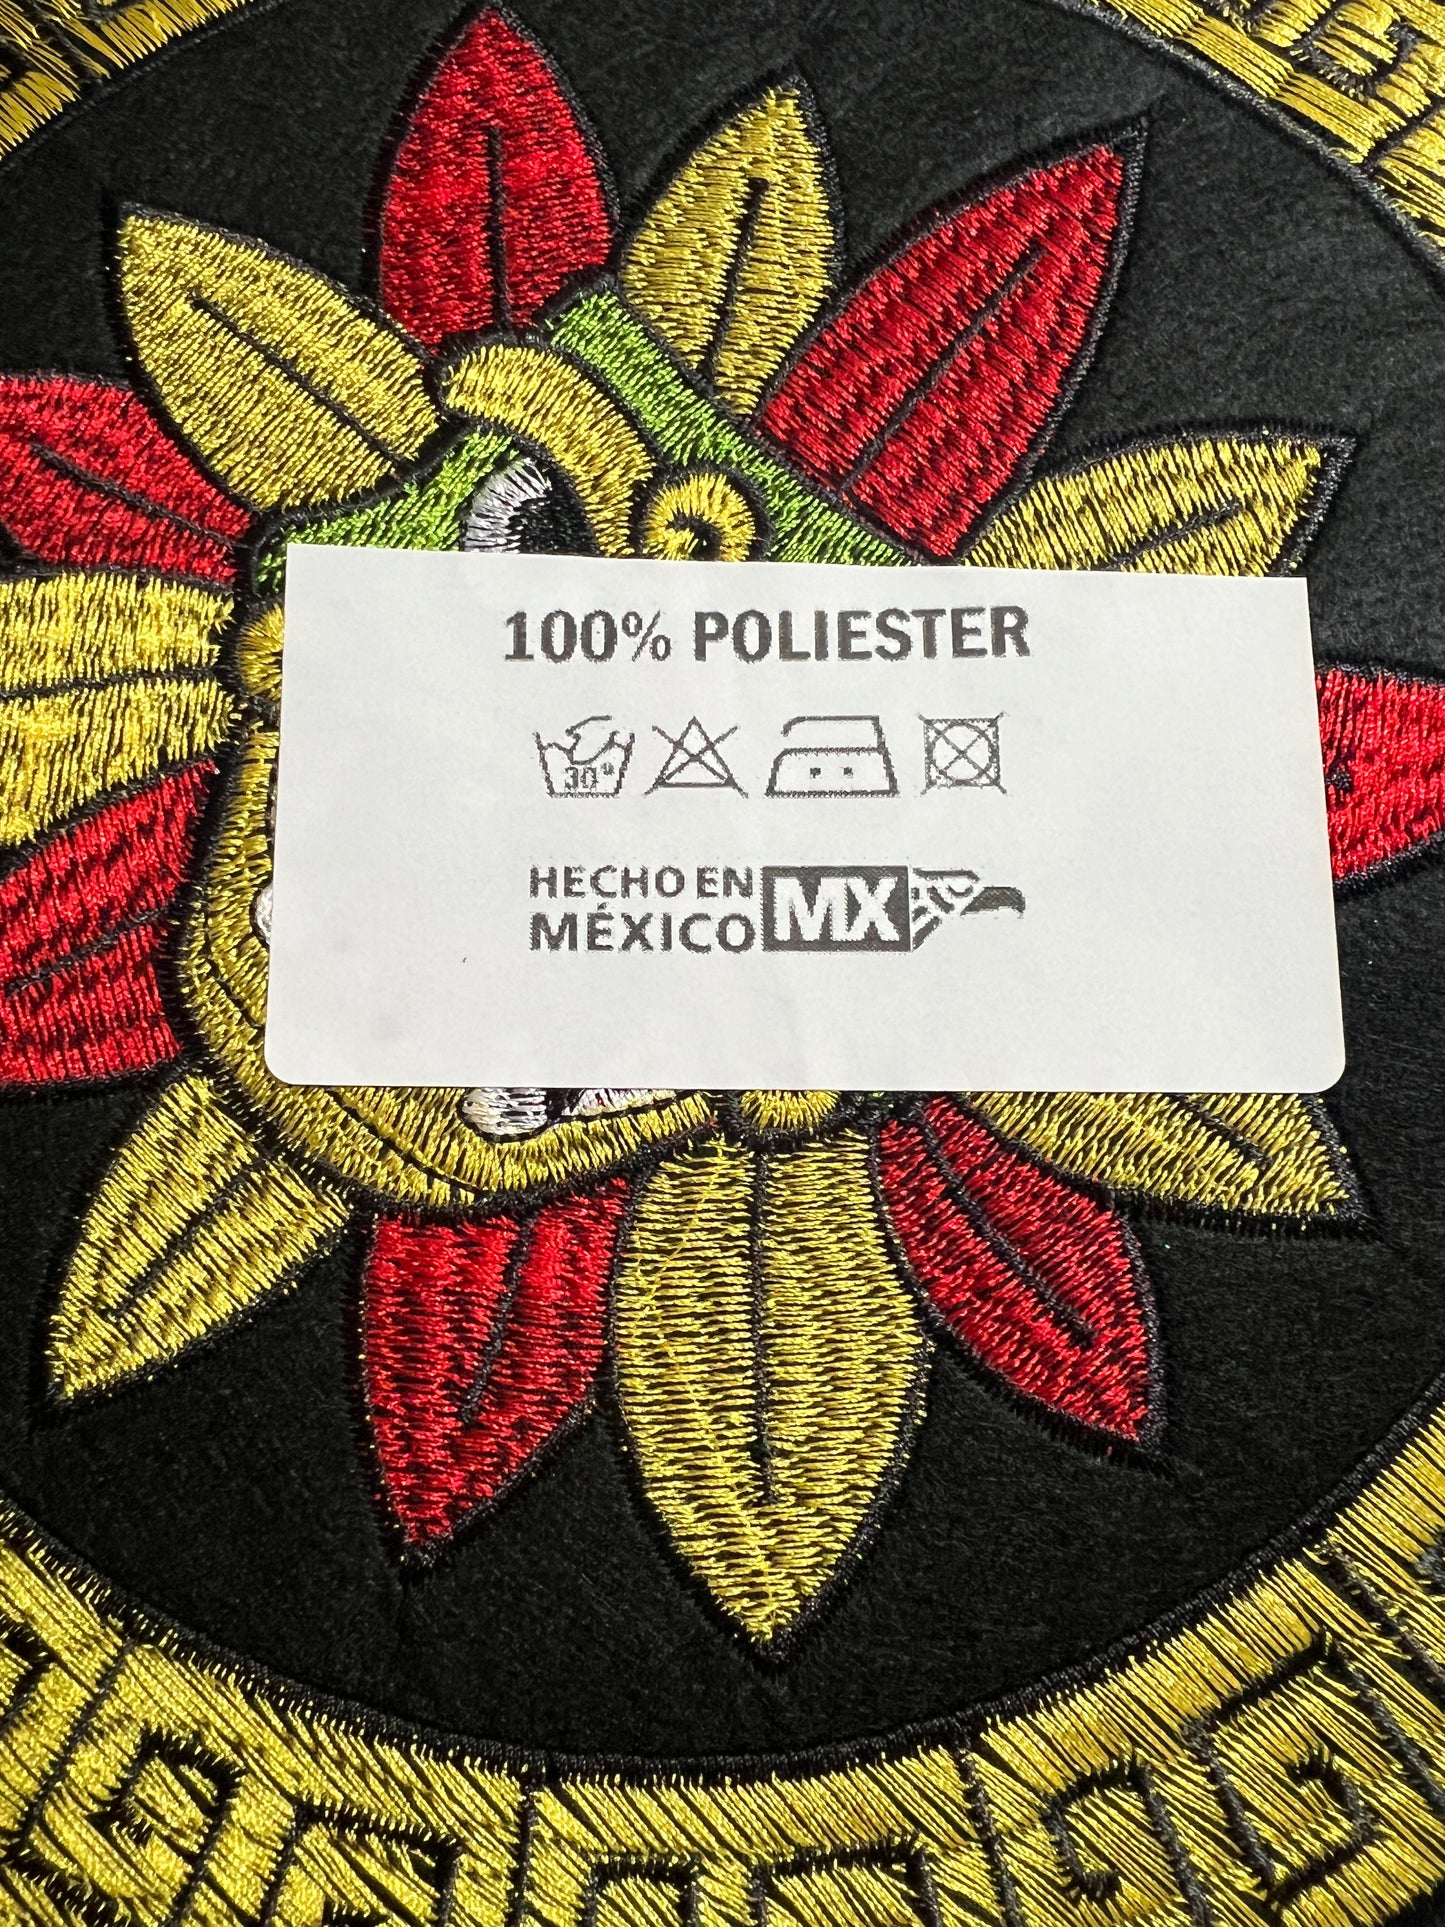 100% POLIESTER
30°
HECHO EN
MÉXICO MX